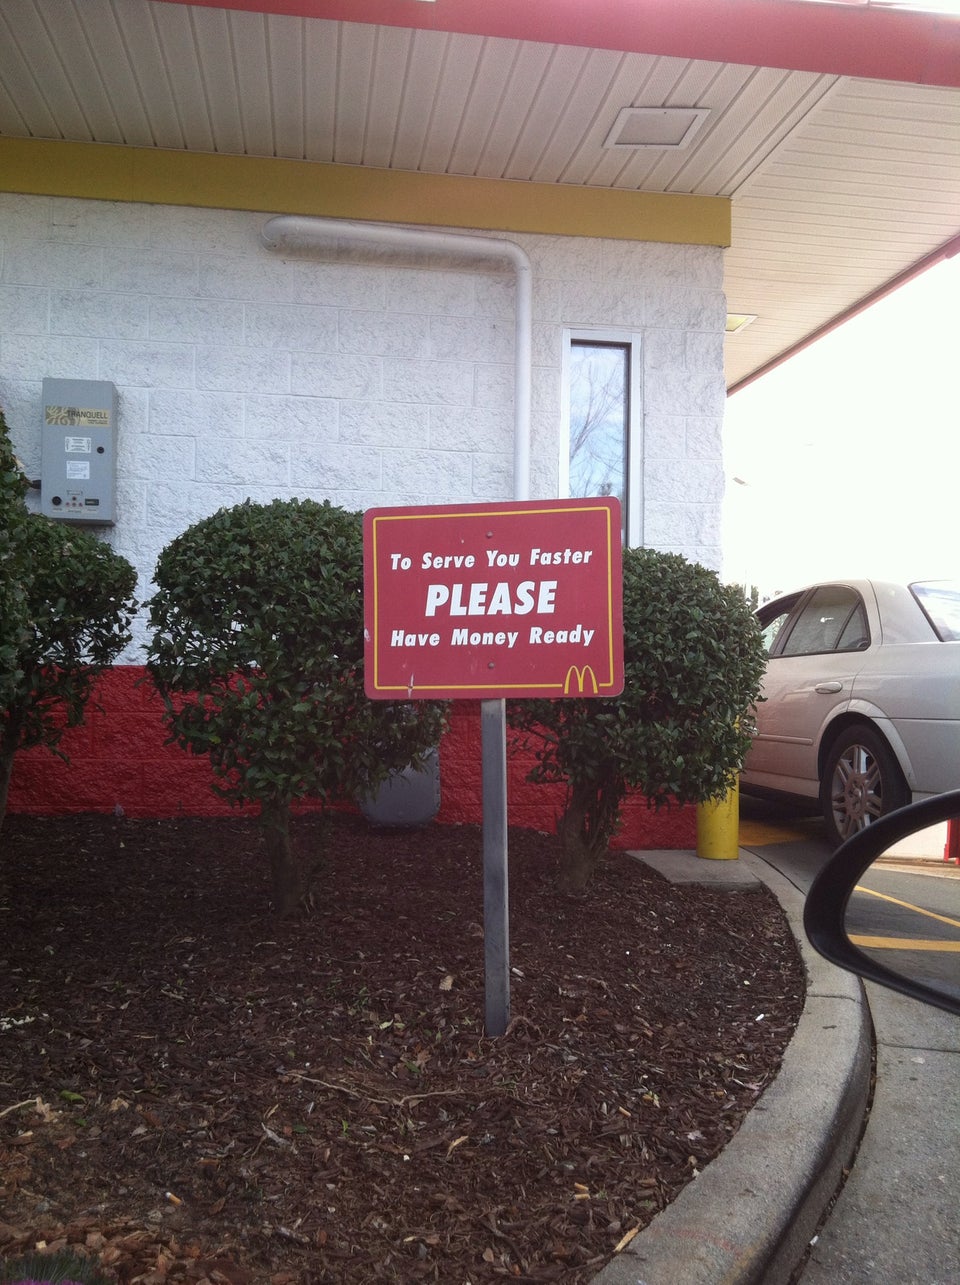 TRANQUELL
To Serve You Faster
PLEASE
Have Money Ready